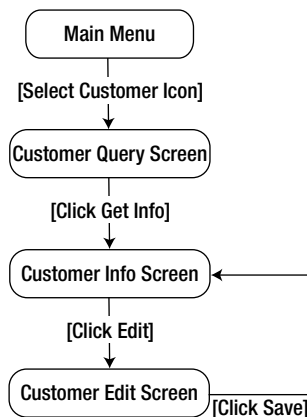 Main Menu
[Select Customer Icon]
Customer Query Screen
[Click Get Info]
Customer Info Screen
[Click Edit]
Customer Edit Screen
[Click Save]